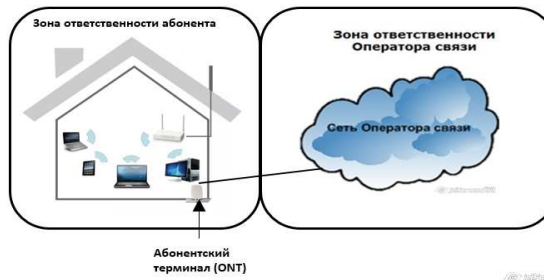 Зона ответственности абонента
Зона ответственности
Оператора связи
Сеть Оператора связи
Абонентский
терминал (ONT)